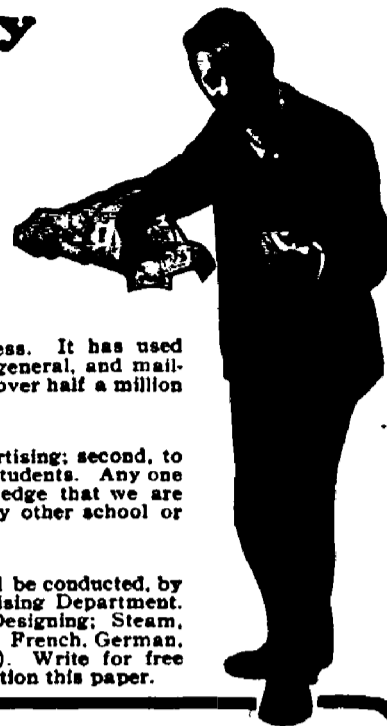 y
ess. It has used
general, and mail-
over half a million
rtising; second, to
tudents. Any one
edge that we are
y other school or
l be conducted, by
ising Department.
Designing; Steam,
French, German,
). Write for free
tion this paper.